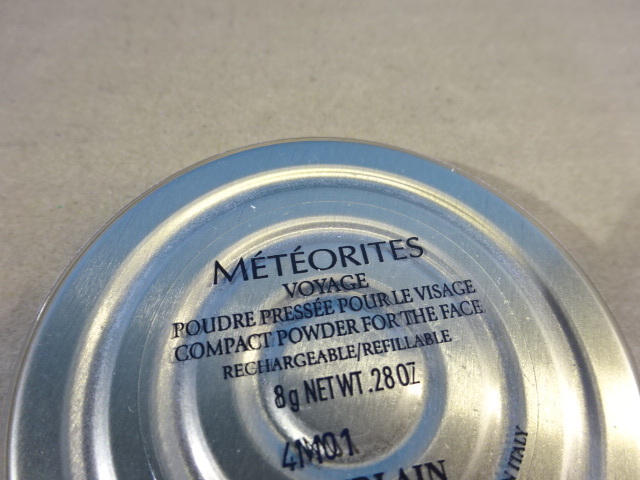 MÉTÉORITES
VOYAGE
POUDRE PRESSÉE POUR LE VISAGE
COMPACT POWDER FOR THE FACE
RECHARGEABLE/REFILLABLE
8g NET WT .28 OZ
4M01
ITALY